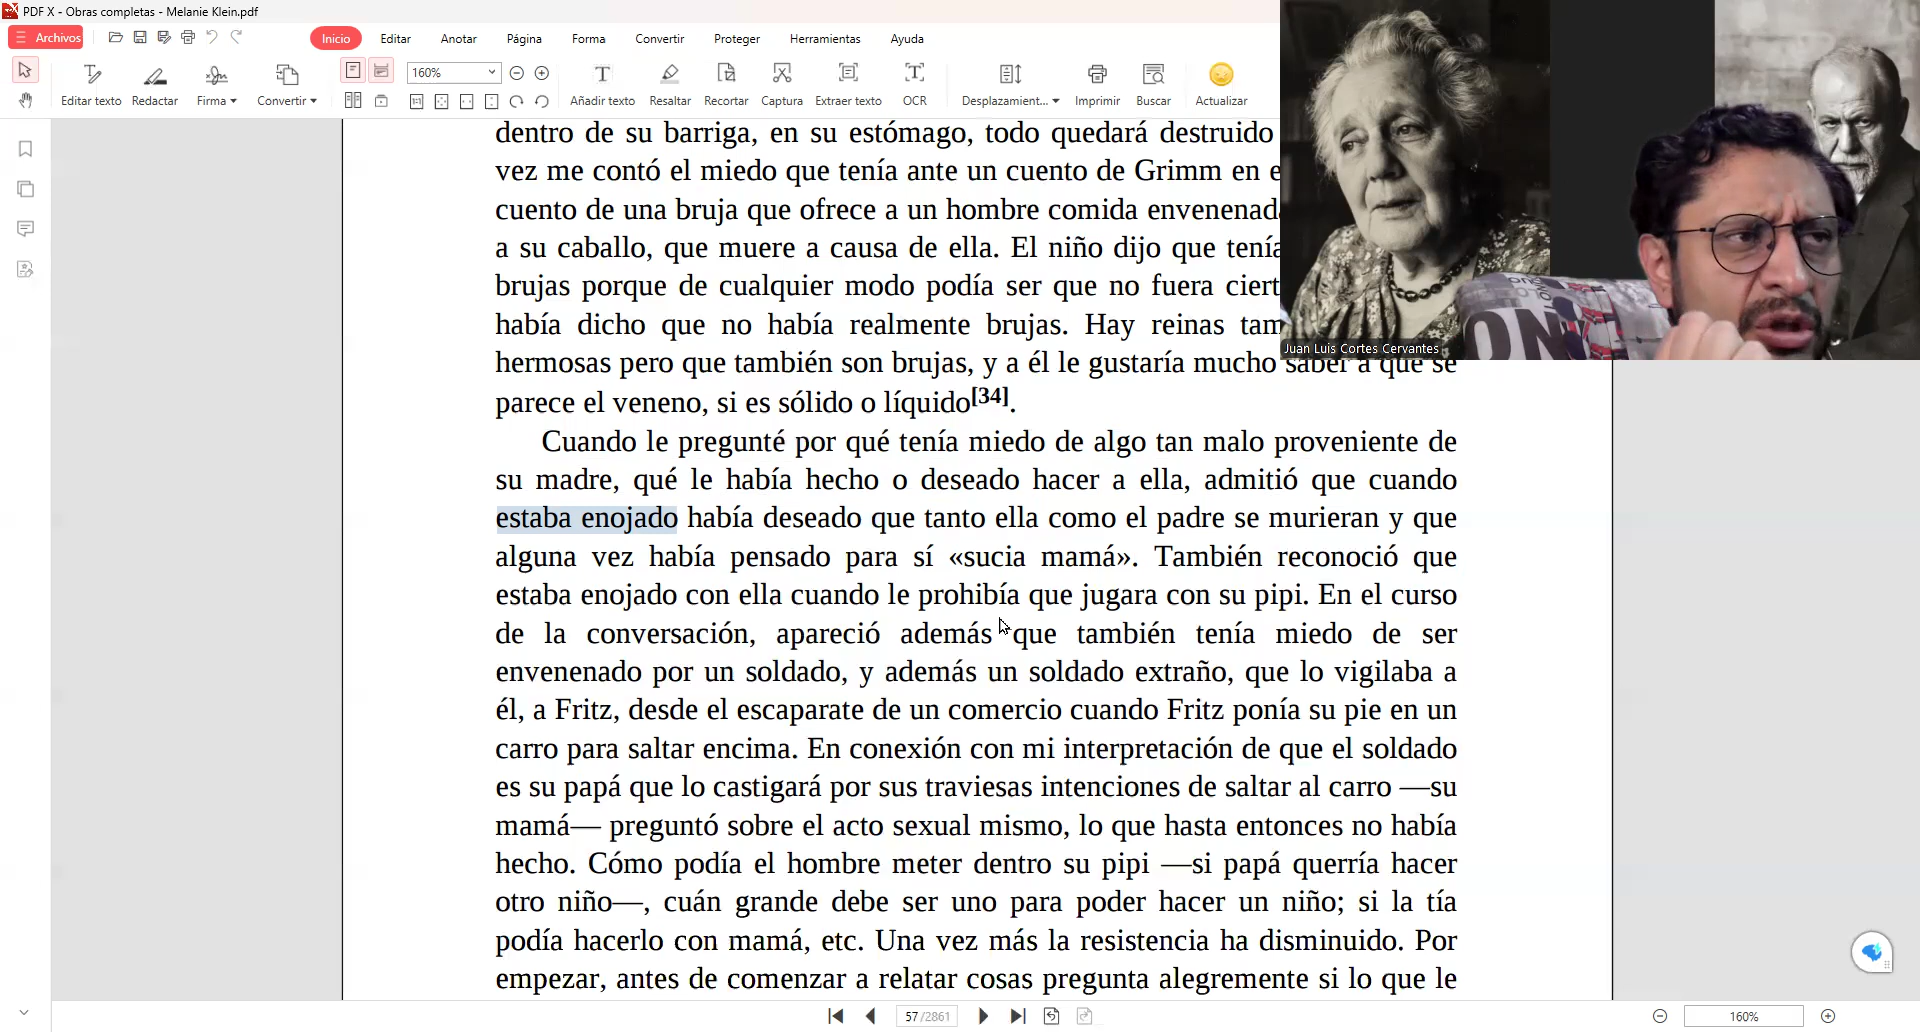 PDF X - Obras completas - Melanie Klein.pdf
Archivos
Inicio
Editar
Anotar
Página
Forma
Convertir
Proteger
Herramientas
Ayuda
160%
Editar texto
Redactar
Firma
Convertir
Añadir texto
Resaltar
Recortar
Captura
Extraer texto
OCR
Desplazamient...
Imprimir
Buscar
Actualizar
dentro de su barriga, en su estómago, todo quedará destruido
vez me contó el miedo que tenía ante un cuento de Grimm en e
cuento de una bruja que ofrece a un hombre comida envenenad
a su caballo, que muere a causa de ella. El niño dijo que tenía
brujas porque de cualquier modo podía ser que no fuera ciert
había dicho que no había realmente brujas. Hay reinas tam
hermosas pero que también son brujas, y a él le gustaría mucho saber a qué se
parece el veneno, si es sólido o líquido[34].
Cuando le pregunté por qué tenía miedo de algo tan malo proveniente de
su madre, qué le había hecho o deseado hacer a ella, admitió que cuando
estaba enojado había deseado que tanto ella como el padre se murieran y que
alguna vez había pensado para sí «sucia mamá». También reconoció que
estaba enojado con ella cuando le prohibía que jugara con su pipi. En el curso
de la conversación, apareció además que también tenía miedo de ser
envenenado por un soldado, y además un soldado extraño, que lo vigilaba a
él, a Fritz, desde el escaparate de un comercio cuando Fritz ponía su pie en un
carro para saltar encima. En conexión con mi interpretación de que el soldado
es su papá que lo castigará por sus traviesas intenciones de saltar al carro —su
mamá— preguntó sobre el acto sexual mismo, lo que hasta entonces no había
hecho. Cómo podía el hombre meter dentro su pipi —si papá querría hacer
otro niño—, cuán grande debe ser uno para poder hacer un niño; si la tía
podía hacerlo con mamá, etc. Una vez más la resistencia ha disminuido. Por
empezar, antes de comenzar a relatar cosas pregunta alegremente si lo que le
Juan Luis Cortes Cervantes
ON
57 /2861
160%